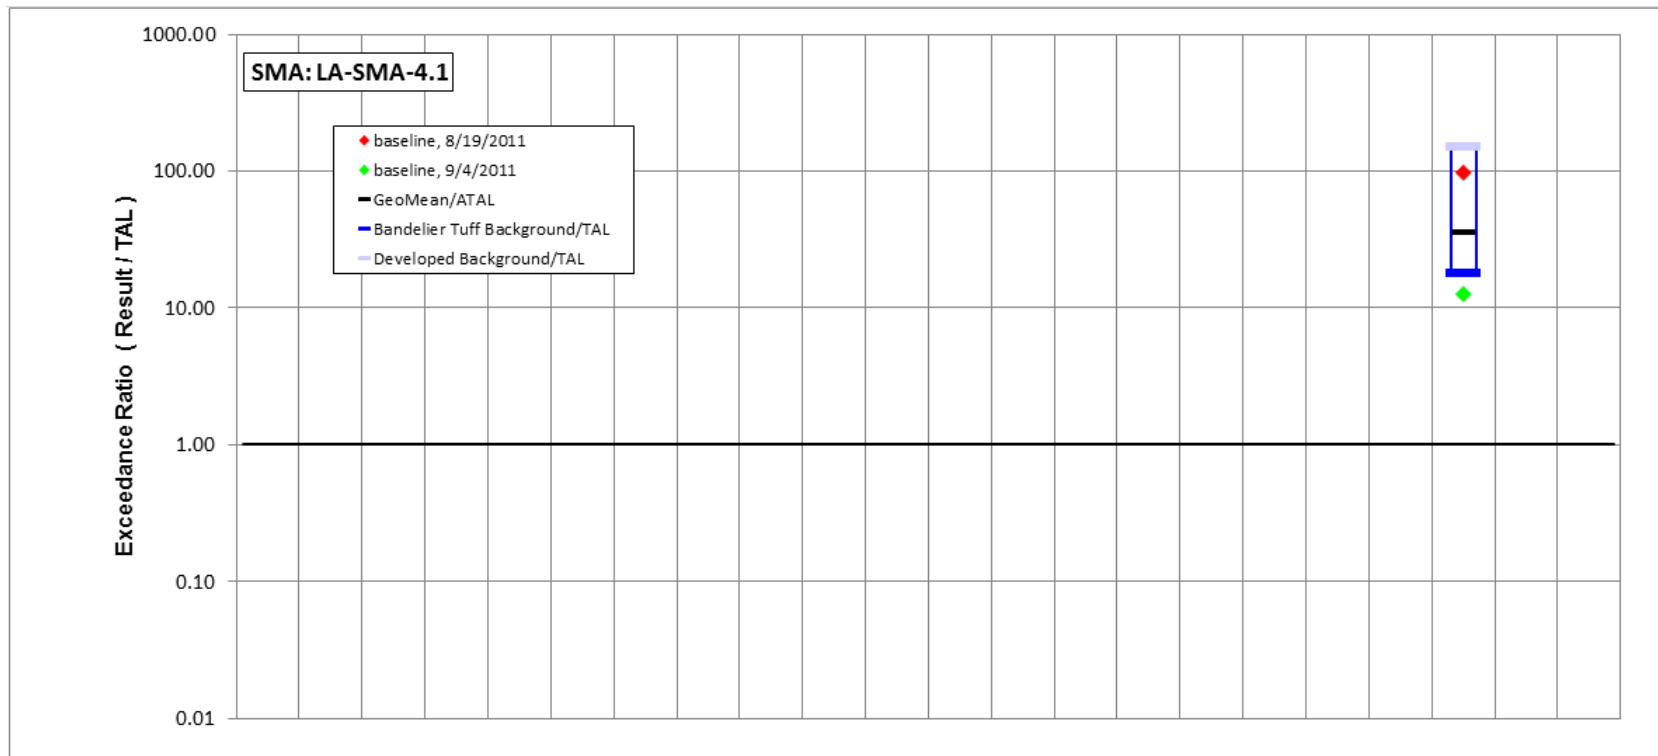 1000.00
SMA: LA-SMA-4.1
baseline, 8/19/2011
baseline, 9/4/2011
GeoMean/ATAL
Bandelier Tuff Background/TAL
Developed Background/TAL
100.00
10.00
1.00
0.10
0.01
Exceedance Ratio ( Result / TAL )